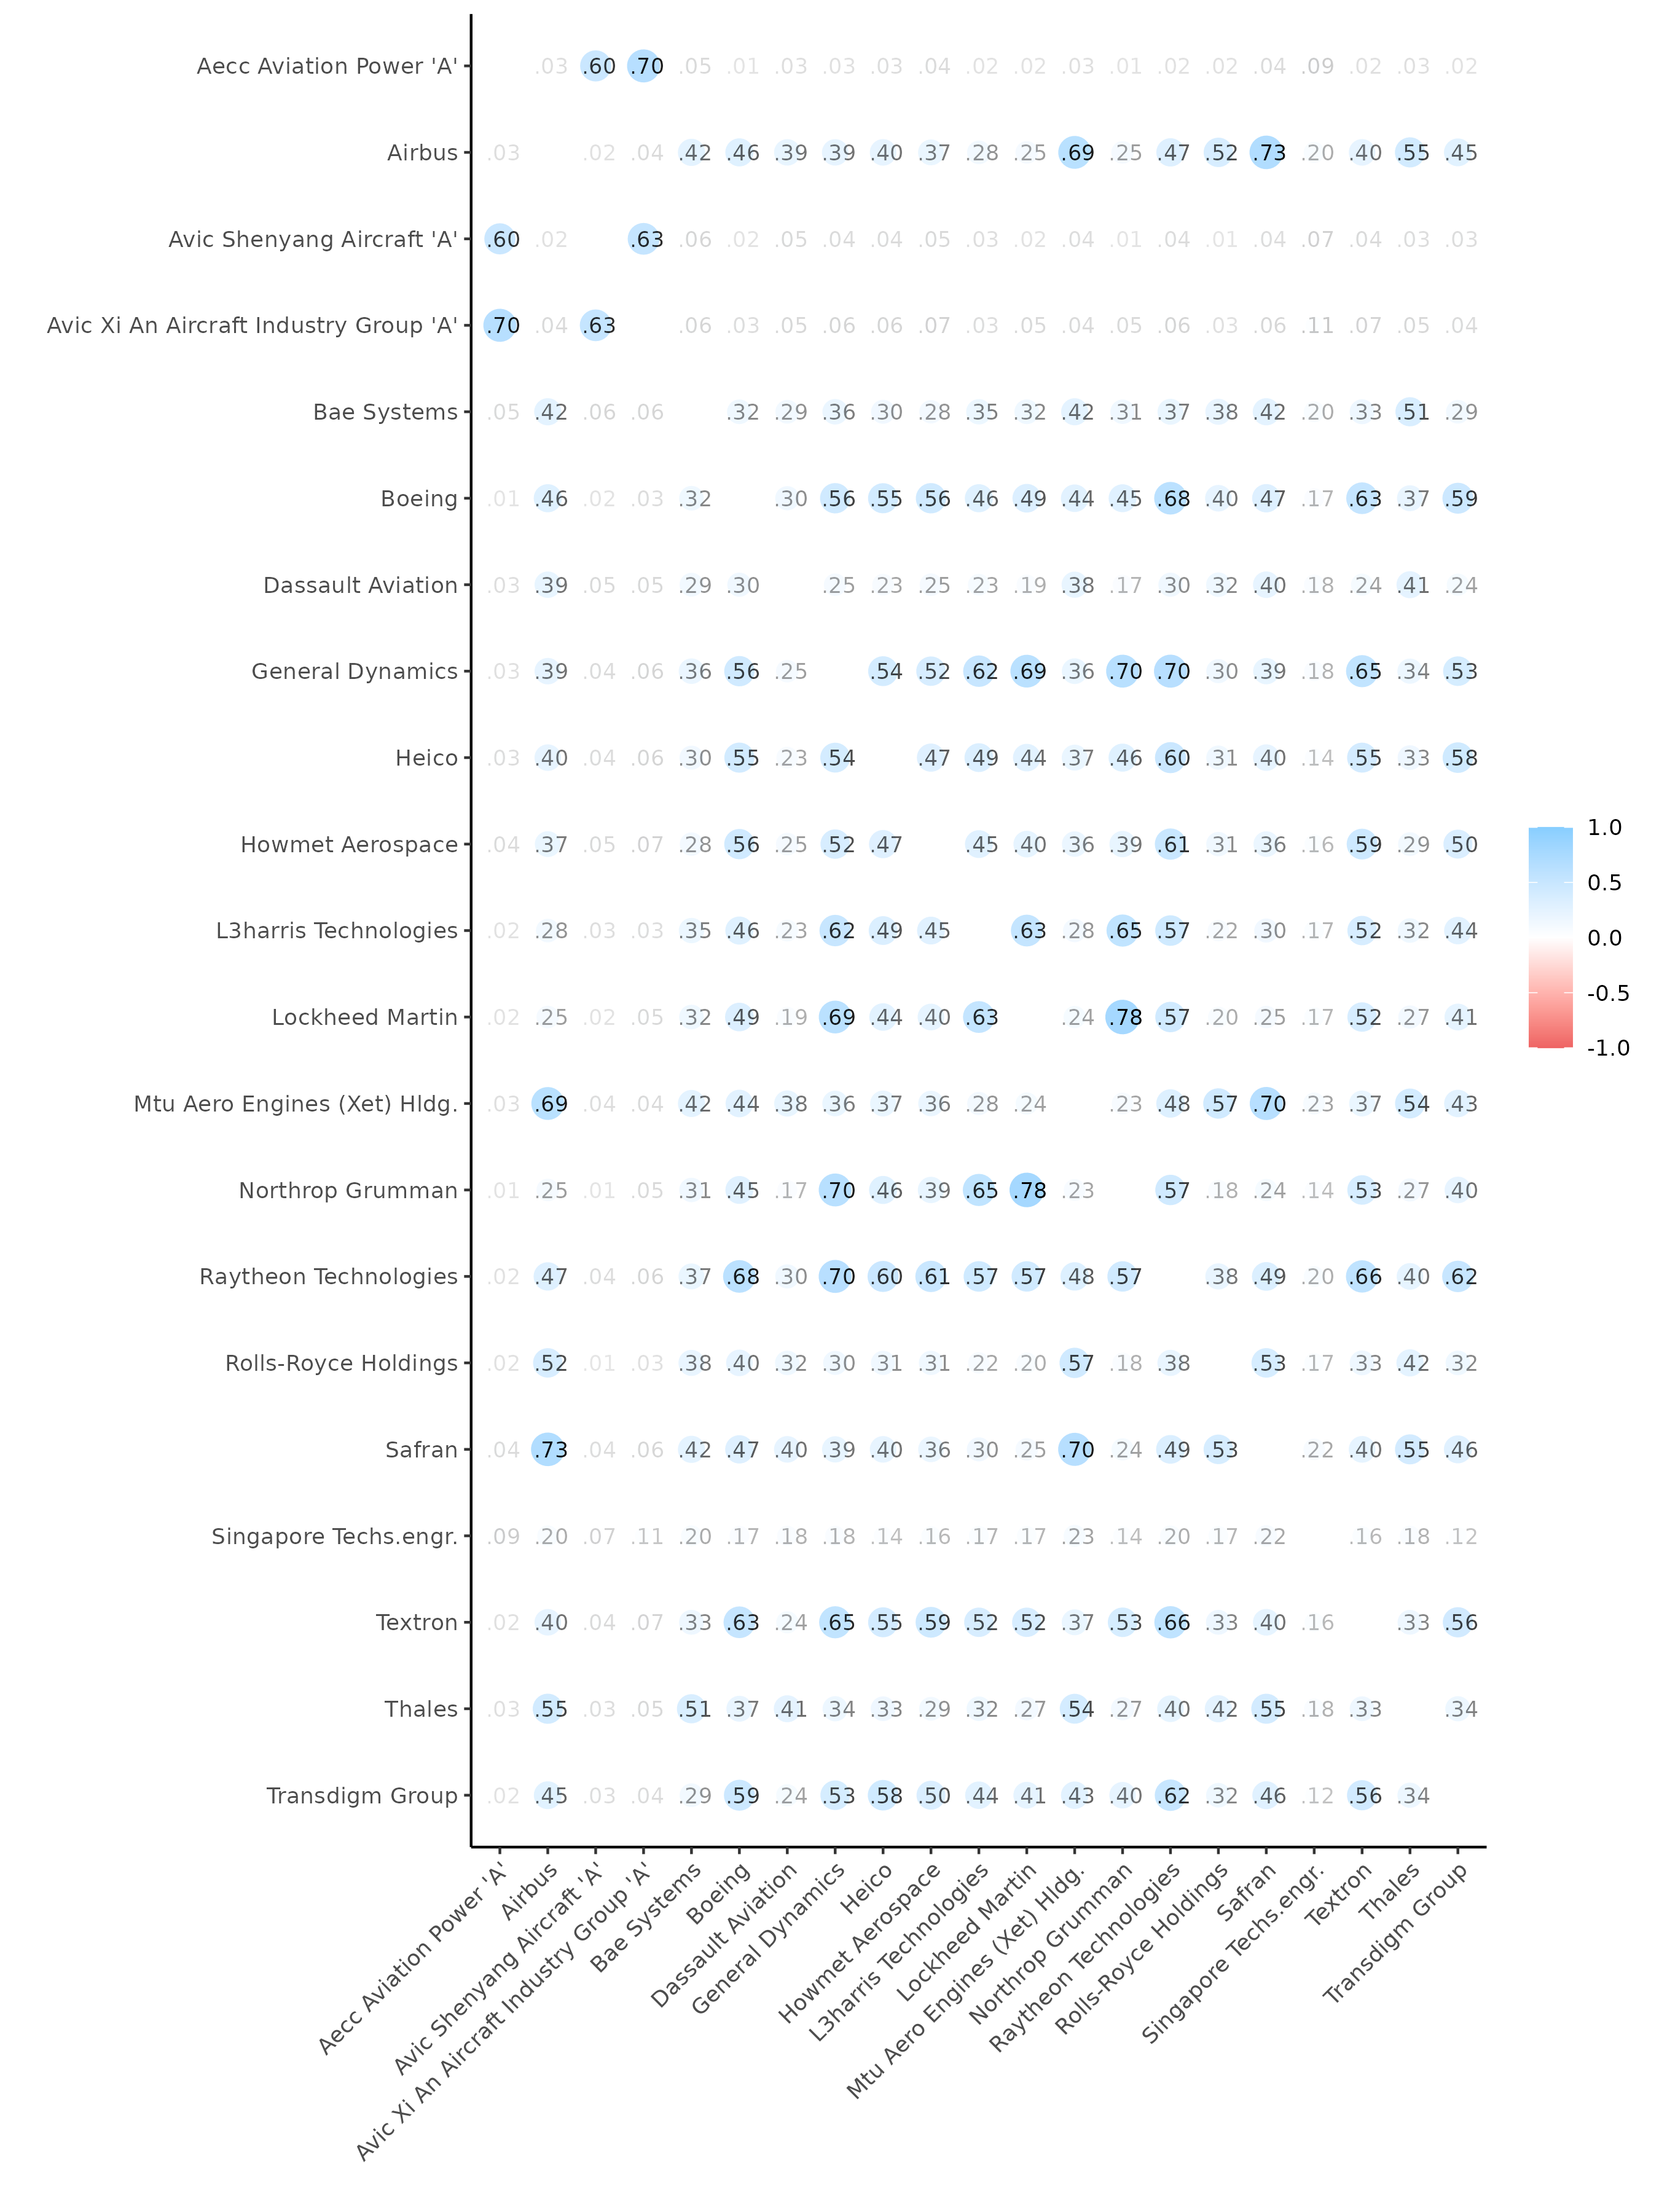 Aecc Aviation Power 'A' .03 .60 .70 .05 .01 .03 .03 .03 .04 .02 .02 .03 .01 .02 .02 .04 .09 .02 .03 .02
Airbus .03 .02 .04 .42 .46 .39 .39 .40 .37 .28 .25 .69 .25 .47 .52 .73 .20 .40 .55 .45
Avic Shenyang Aircraft 'A' .60 .02 .63 .06 .02 .05 .04 .04 .05 .03 .02 .04 .01 .04 .01 .04 .07 .04 .03 .03
Avic Xi An Aircraft Industry Group 'A' .70 .04 .63 .06 .03 .05 .06 .06 .07 .03 .05 .04 .05 .06 .03 .06 .11 .07 .05 .04
Bae Systems .05 .42 .06 .06 .32 .29 .36 .30 .28 .35 .32 .42 .31 .37 .38 .42 .20 .33 .51 .29
Boeing .01 .46 .02 .03 .32 .30 .56 .55 .56 .46 .49 .44 .45 .68 .40 .47 .17 .63 .37 .59
Dassault Aviation .03 .39 .05 .05 .29 .30 .25 .23 .25 .23 .19 .38 .17 .30 .32 .40 .18 .24 .41 .24
General Dynamics .03 .39 .04 .06 .36 .56 .25 .54 .52 .62 .69 .36 .70 .70 .30 .39 .18 .65 .34 .53
Heico .03 .40 .04 .06 .30 .55 .23 .54 .47 .49 .44 .37 .46 .60 .31 .40 .14 .55 .33 .58
Howmet Aerospace .04 .37 .05 .07 .28 .56 .25 .52 .47 .45 .40 .36 .39 .61 .31 .36 .16 .59 .29 .50
L3harris Technologies .02 .28 .03 .03 .35 .46 .23 .62 .49 .45 .63 .28 .65 .57 .22 .30 .17 .52 .32 .44
Lockheed Martin .02 .25 .02 .05 .32 .49 .19 .69 .44 .40 .63 .24 .78 .57 .20 .25 .17 .52 .27 .41
Mtu Aero Engines (Xet) Hldg. .03 .69 .04 .04 .42 .44 .38 .36 .37 .36 .28 .24 .23 .48 .57 .70 .23 .37 .54 .43
Northrop Grumman .01 .25 .01 .05 .31 .45 .17 .70 .46 .39 .65 .78 .23 .57 .18 .24 .14 .53 .27 .40
Raytheon Technologies .02 .47 .04 .06 .37 .68 .30 .70 .60 .61 .57 .57 .48 .57 .38 .49 .20 .66 .40 .62
Rolls-Royce Holdings .02 .52 .01 .03 .38 .40 .32 .30 .31 .31 .22 .20 .57 .18 .38 .53 .17 .33 .42 .32
Safran .04 .73 .04 .06 .42 .47 .40 .39 .40 .36 .30 .25 .70 .24 .49 .53 .22 .40 .55 .46
Singapore Techs.engr. .09 .20 .07 .11 .20 .17 .18 .18 .14 .16 .17 .17 .23 .14 .20 .17 .22 .16 .18 .12
Textron .02 .40 .04 .07 .33 .63 .24 .65 .55 .59 .52 .52 .37 .53 .66 .33 .40 .16 .33 .56
Thales .03 .55 .03 .05 .51 .37 .41 .34 .33 .29 .32 .27 .54 .27 .40 .42 .55 .18 .33 .34
Transdigm Group .02 .45 .03 .04 .29 .59 .24 .53 .58 .50 .44 .41 .43 .40 .62 .32 .46 .12 .56 .34
Aecc Aviation Power 'A'
Airbus
Avic Shenyang Aircraft 'A'
Avic Xi An Aircraft Industry Group 'A'
Bae Systems
Boeing
Dassault Aviation
General Dynamics
Heico
Howmet Aerospace
L3harris Technologies
Lockheed Martin
Mtu Aero Engines (Xet) Hldg.
Northrop Grumman
Raytheon Technologies
Rolls-Royce Holdings
Safran
Singapore Techs.engr.
Textron
Thales
Transdigm Group
1.0
0.5
0.0
-0.5
-1.0